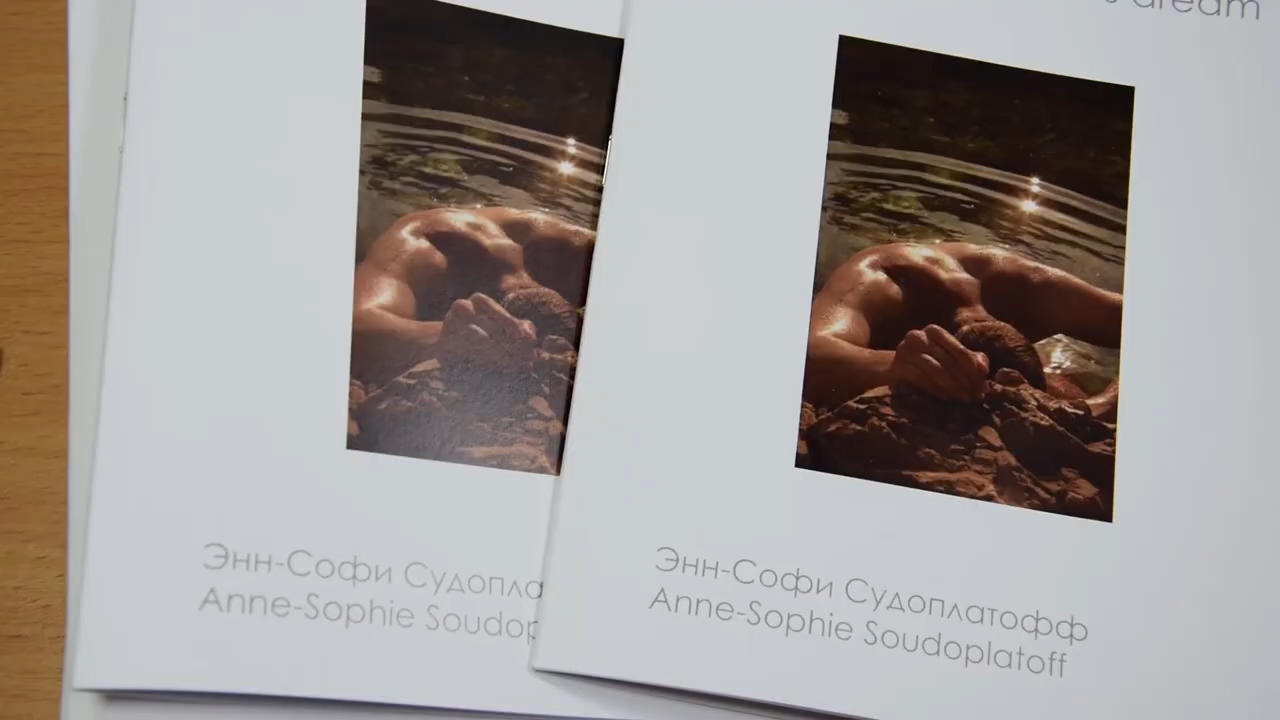 dream
Энн-Софи Судопла
Anne-Sophie Soudop
Энн-Софи Судоплатофф
Anne-Sophie Soudoplatoff